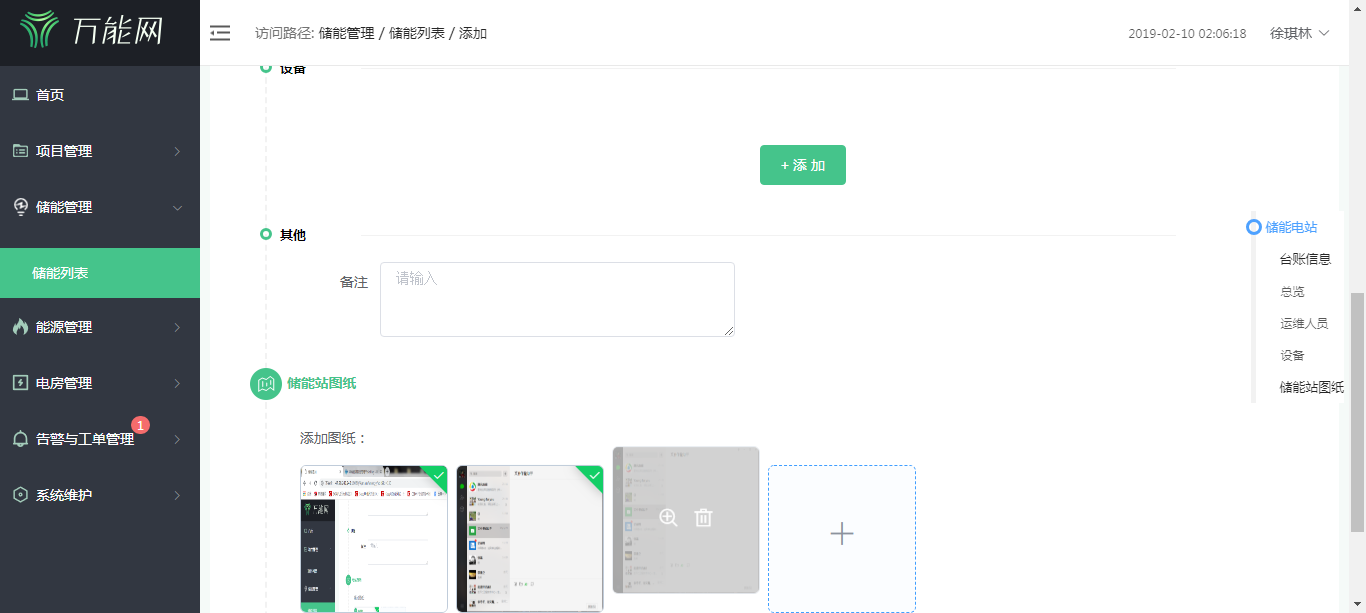 万能网
访问路径: 储能管理 / 储能列表 / 添加
2019-02-10 02:06:18
徐琪林
首页
项目管理
储能管理
储能列表
能源管理
电房管理
告警与工单管理
1
系统维护
设备
+ 添 加
其他
备注
请输入
储能站图纸
添加图纸：
储能电站
台账信息
总览
运维人员
设备
储能站图纸